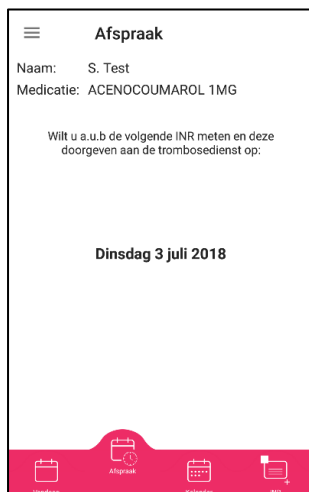 Afspraak
Naam: S. Test
Medicatie: ACENOCOUMAROL 1MG
Wilt u a.u.b de volgende INR meten en deze
doorgeven aan de trombosedienst op:
Dinsdag 3 juli 2018
Afspraak